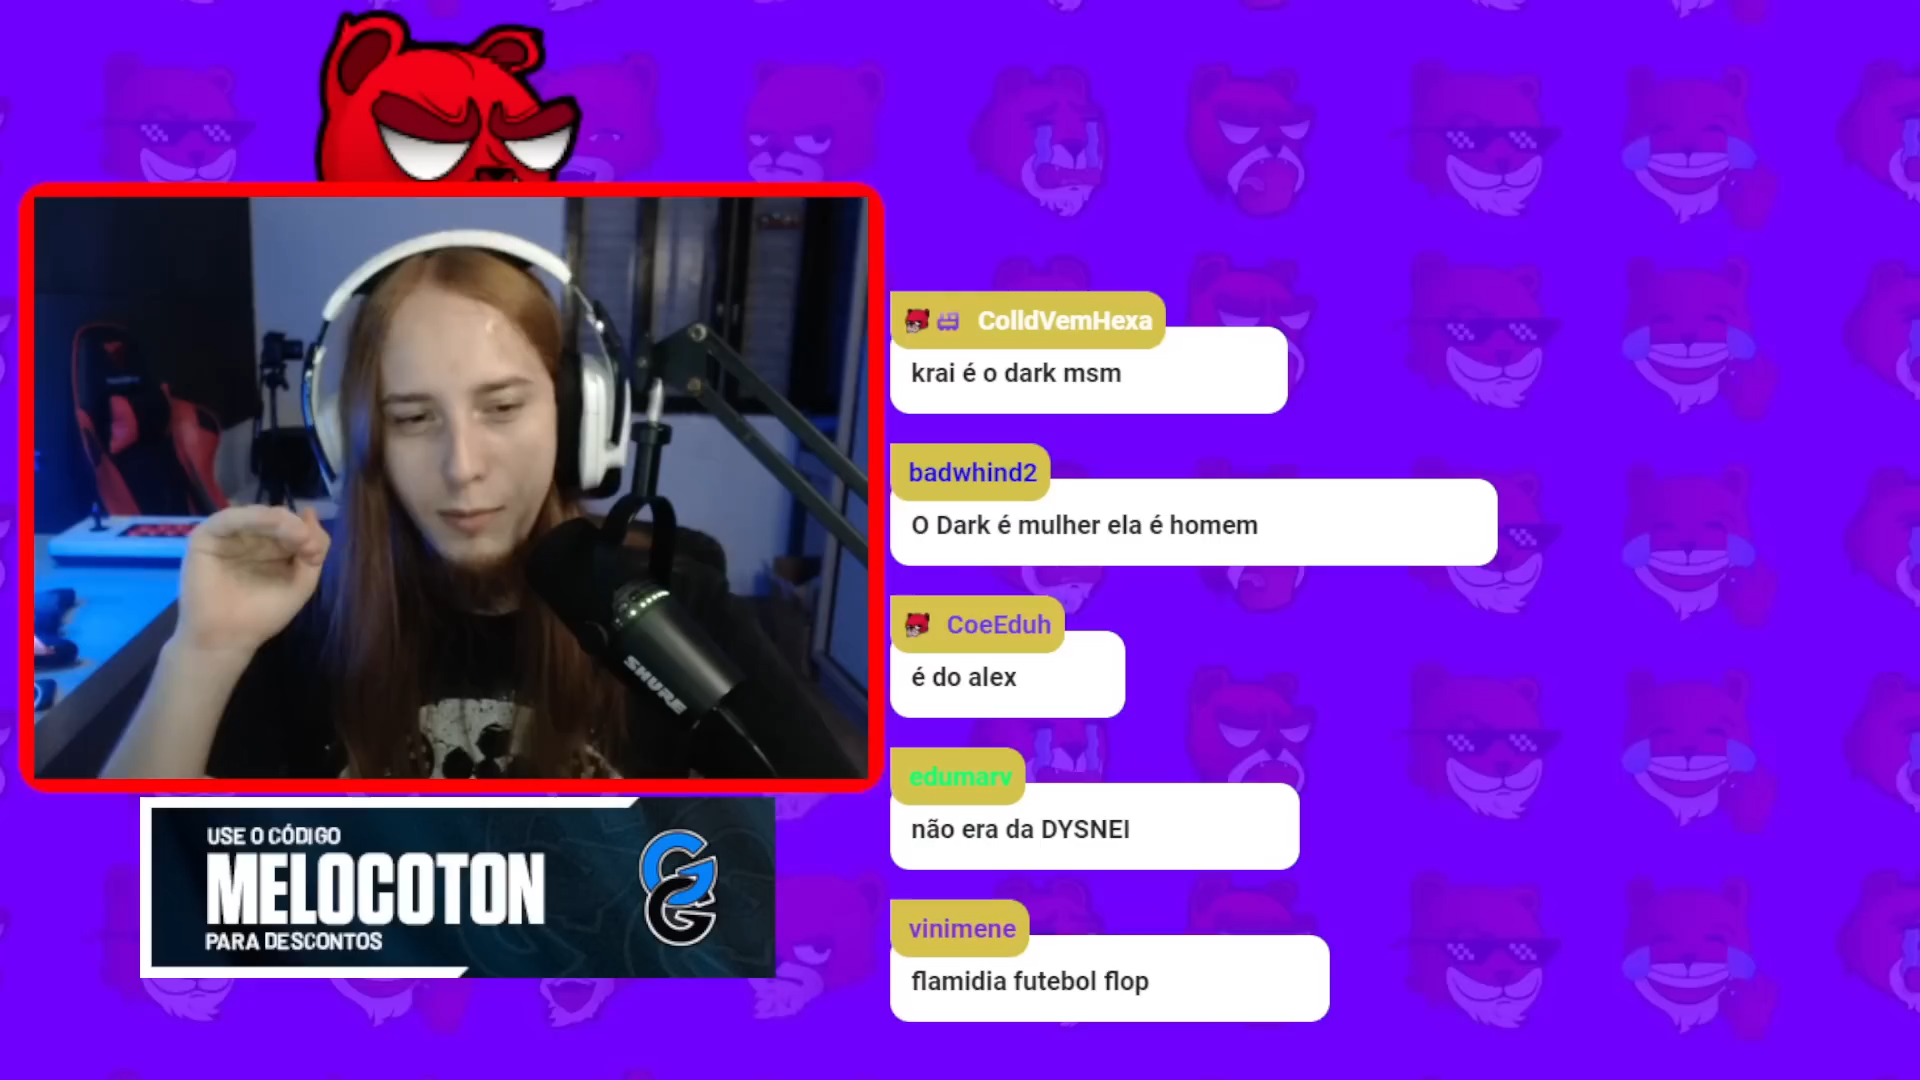 ColldVemHexa
krai é o dark msm
badwhind2
O Dark é mulher ela é homem
CoeEduh
é do alex
edumarv
não era da DYSNEI
vinimene
flamidia futebol flop
SHURE
USE O CÓDIGO
MELOCOTON
PARA DESCONTOS